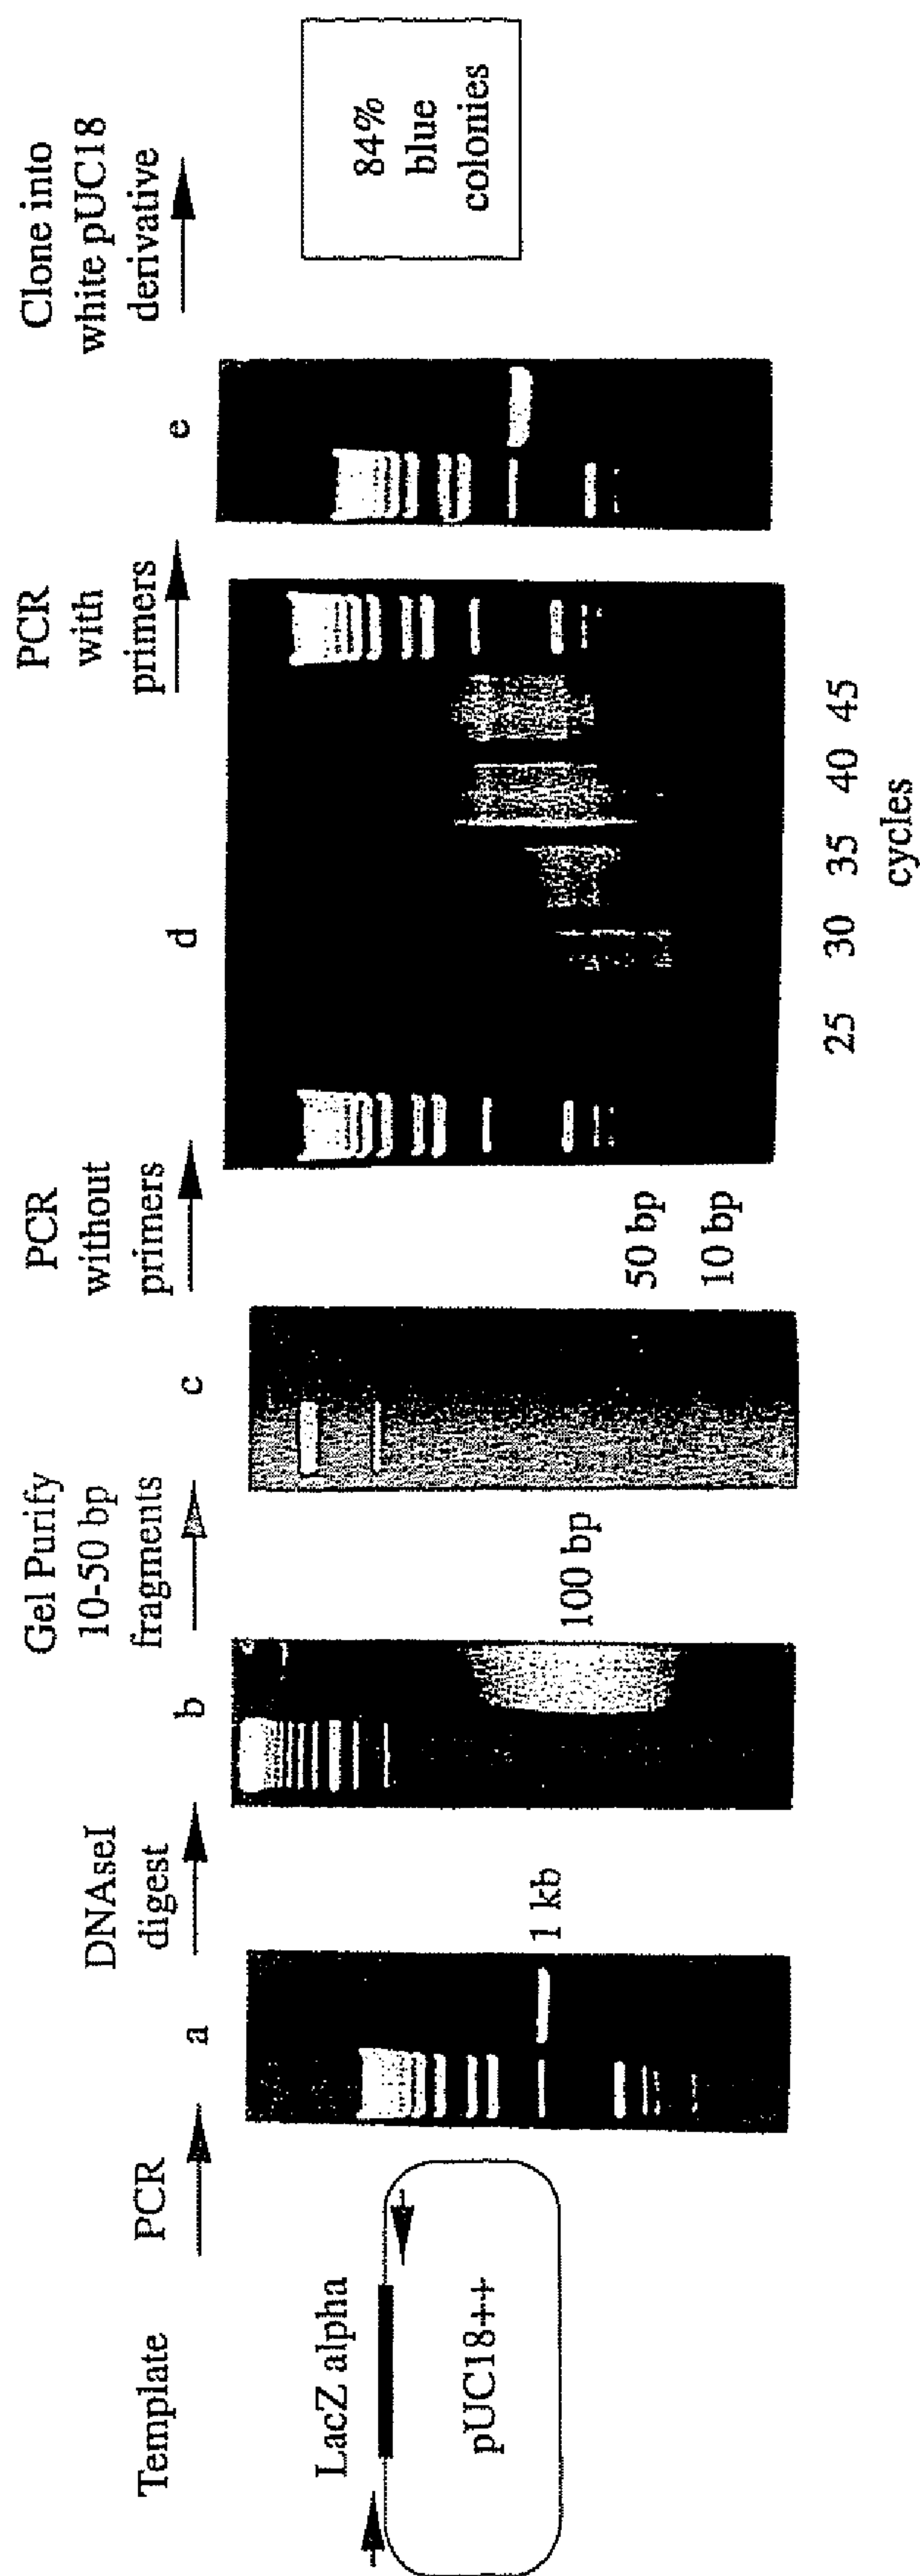 Template
PCR
DNAseI
digest
Gel Purify
10-50 bp
fragments
PCR
without
primers
PCR
with
primers
Clone into
white pUC18
derivative
a
b
c
d
e
LacZ alpha
pUC18++
1 kb
100 bp
50 bp
10 bp
25 30 35 40 45
cycles
84%
blue
colonies